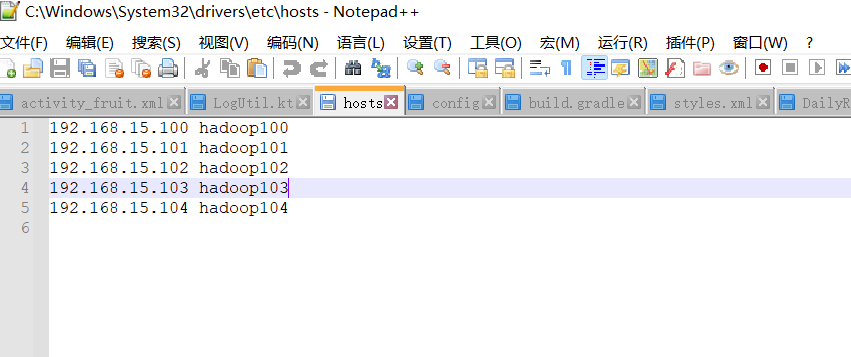 C:\Windows\System32\drivers\etc\hosts - Notepad++
文件(F) 编辑(E) 搜索(S) 视图(V) 编码(N) 语言(L) 设置(T) 工具(O) 宏(M) 运行(R) 插件(P) 窗口(W) ?
activity_fruit.xml LogUtil.kt hosts config build.gradle styles.xml DailyR
1 192.168.15.100 hadoop100
2 192.168.15.101 hadoop101
3 192.168.15.102 hadoop102
4 192.168.15.103 hadoop103
5 192.168.15.104 hadoop104
6